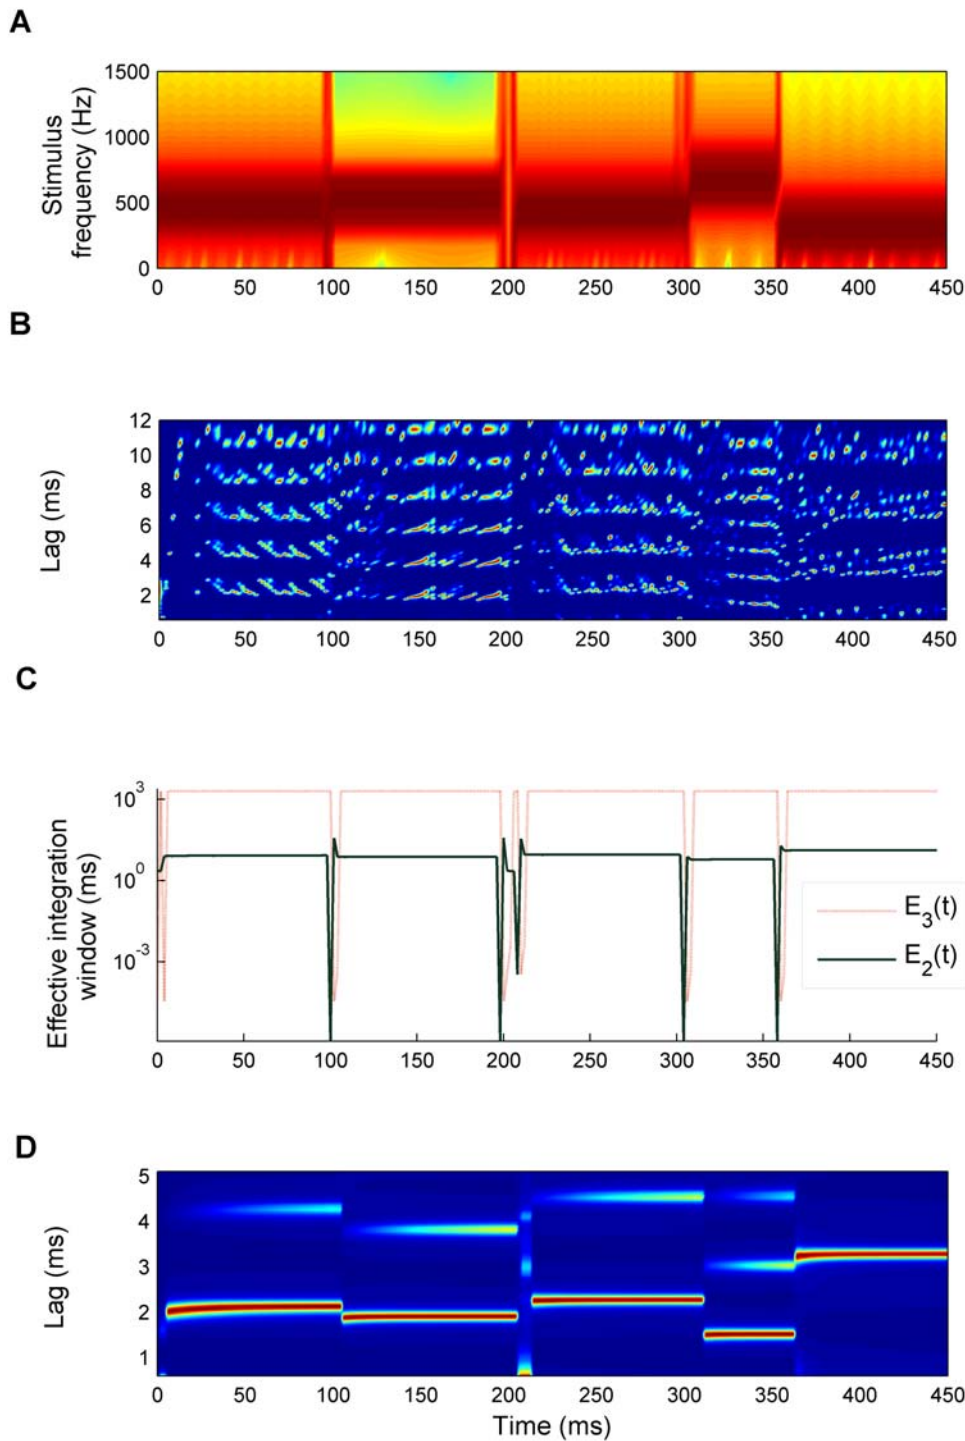 A
Stimulus
frequency (Hz)
1500
1000
500
0
0 50 100 150 200 250 300 350 400 450
B
Lag (ms)
12
10
8
6
4
2
0 50 100 150 200 250 300 350 400 450
C
Effective integration
window (ms)
10^3
10^0
10^-3
E_3(t)
E_2(t)
0 50 100 150 200 250 300 350 400 450
D
Lag (ms)
5
4
3
2
1
0 50 100 150 200 250 300 350 400 450
Time (ms)